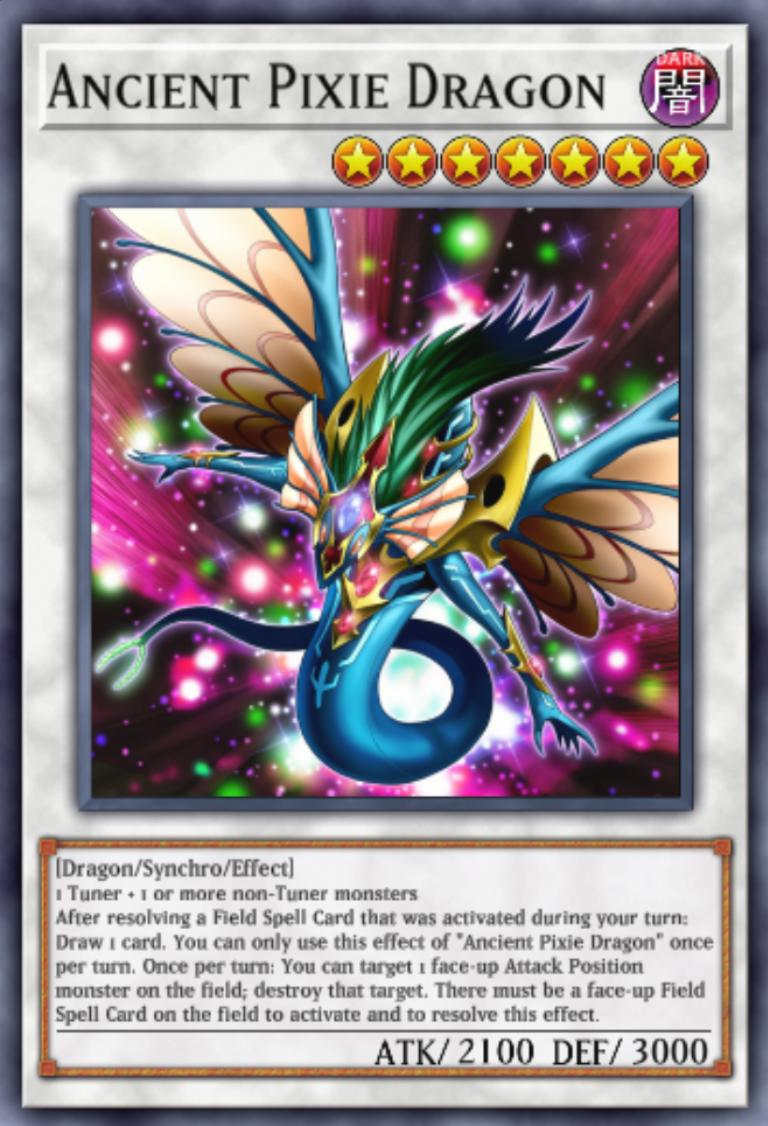 ANCIENT PIXIE DRAGON
DARK
闇
[Dragon/Synchro/Effect]
1 Tuner + 1 or more non-Tuner monsters
After resolving a Field Spell Card that was activated during your turn:
Draw 1 card. You can only use this effect of "Ancient Pixie Dragon" once
per turn. Once per turn: You can target 1 face-up Attack Position
monster on the field; destroy that target. There must be a face-up Field
Spell Card on the field to activate and to resolve this effect.
ATK/ 2100 DEF/ 3000